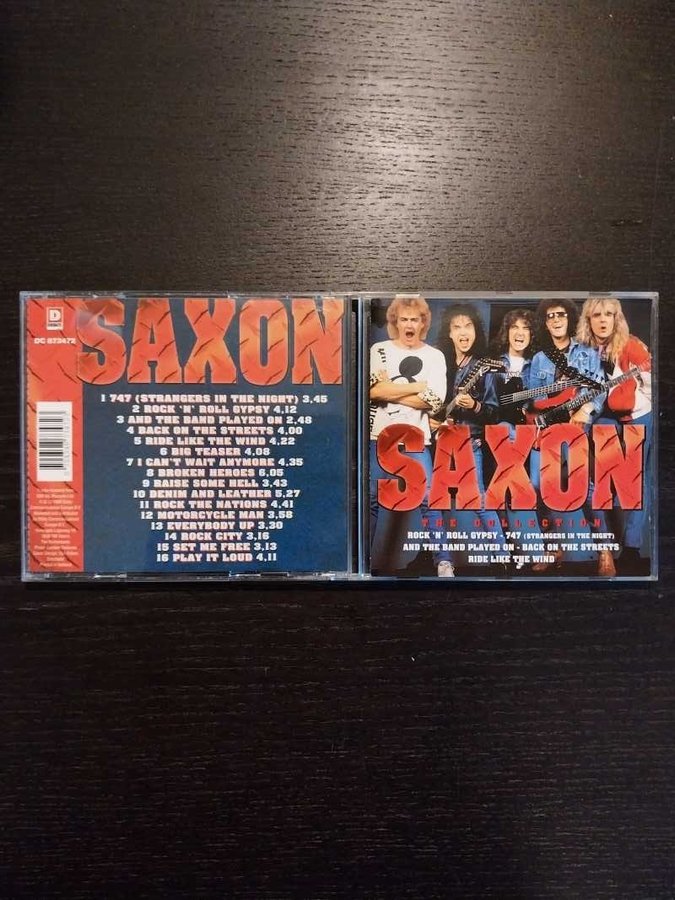 D
DC 873472
SAXON
1 747 (STRANGERS IN THE NIGHT) 3,45
2 ROCK 'N' ROLL GYPSY 4,12
3 AND THE BAND PLAYED ON 2,48
4 BACK ON THE STREETS 4,00
5 RIDE LIKE THE WIND 4,22
6 BIG TEASER 4,08
7 I CAN'T WAIT ANYMORE 4.35
8 BROKEN HEROES 6,05
9 RAISE SOME HELL 3,43
10 DENIM AND LEATHER 5,27
11 ROCK THE NATIONS 4,41
12 MOTORCYCLE MAN 3,58
13 EVERYBODY UP 3,30
14 ROCK CITY 3,16
15 SET ME FREE 3,13
16 PLAY IT LOUD 4,11
SAXON
THE COLLECTION
ROCK 'N' ROLL GYPSY - 747 (STRANGERS IN THE NIGHT)
AND THE BAND PLAYED ON - BACK ON THE STREETS
RIDE LIKE THE WIND